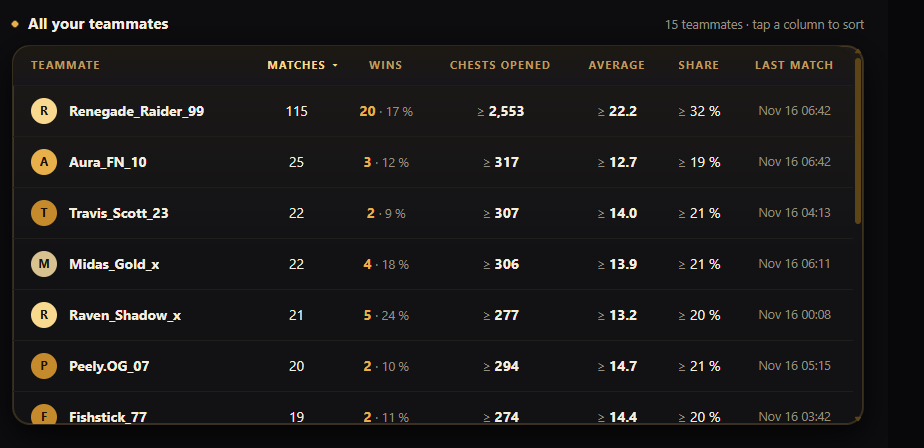 All your teammates 15 teammates · tap a column to sort
TEAMMATE MATCHES WINS CHESTS OPENED AVERAGE SHARE LAST MATCH
R Renegade_Raider_99 115 20 · 17 % ≥ 2,553 ≥ 22.2 ≥ 32 % Nov 16 06:42
A Aura_FN_10 25 3 · 12 % ≥ 317 ≥ 12.7 ≥ 19 % Nov 16 06:42
T Travis_Scott_23 22 2 · 9 % ≥ 307 ≥ 14.0 ≥ 21 % Nov 16 04:13
M Midas_Gold_x 22 4 · 18 % ≥ 306 ≥ 13.9 ≥ 21 % Nov 16 06:11
R Raven_Shadow_x 21 5 · 24 % ≥ 277 ≥ 13.2 ≥ 20 % Nov 16 00:08
P Peely.OG_07 20 2 · 10 % ≥ 294 ≥ 14.7 ≥ 21 % Nov 16 05:15
F Fishstick_77 19 2 · 11 % ≥ 274 ≥ 14.4 ≥ 20 % Nov 16 03:42